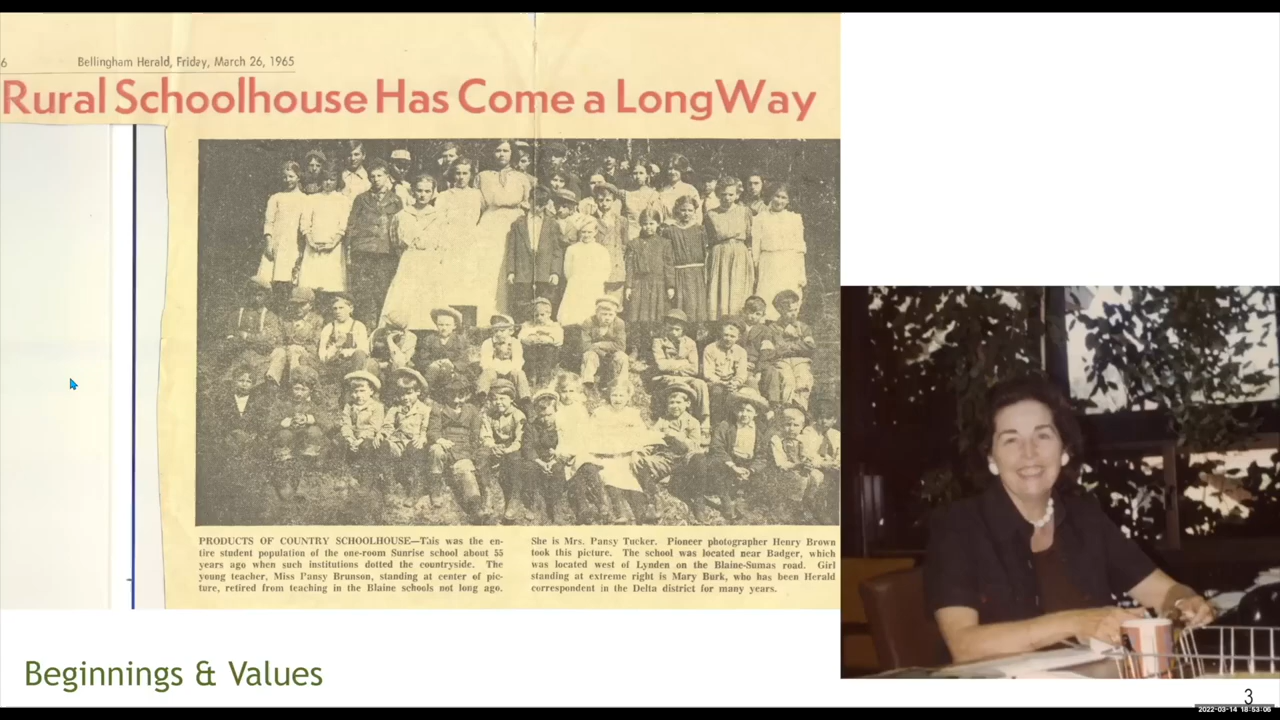 6 Bellingham Herald, Friday, March 26, 1965
Rural Schoolhouse Has Come a Long Way
PRODUCTS OF COUNTRY SCHOOLHOUSE—This was the en-
tire student population of the one-room Sunrise school about 55
years ago when such institutions dotted the countryside. The
young teacher, Miss Pansy Brunson, standing at center of pic-
ture, retired from teaching in the Blaine schools not long ago.
She is Mrs. Pansy Tucker. Pioneer photographer Henry Brown
took this picture. The school was located near Badger, which
was located west of Lynden on the Blaine-Sumas road. Girl
standing at extreme right is Mary Burk, who has been Herald
correspondent in the Delta district for many years.
Beginnings & Values
3
2022-03-14 18:53:06